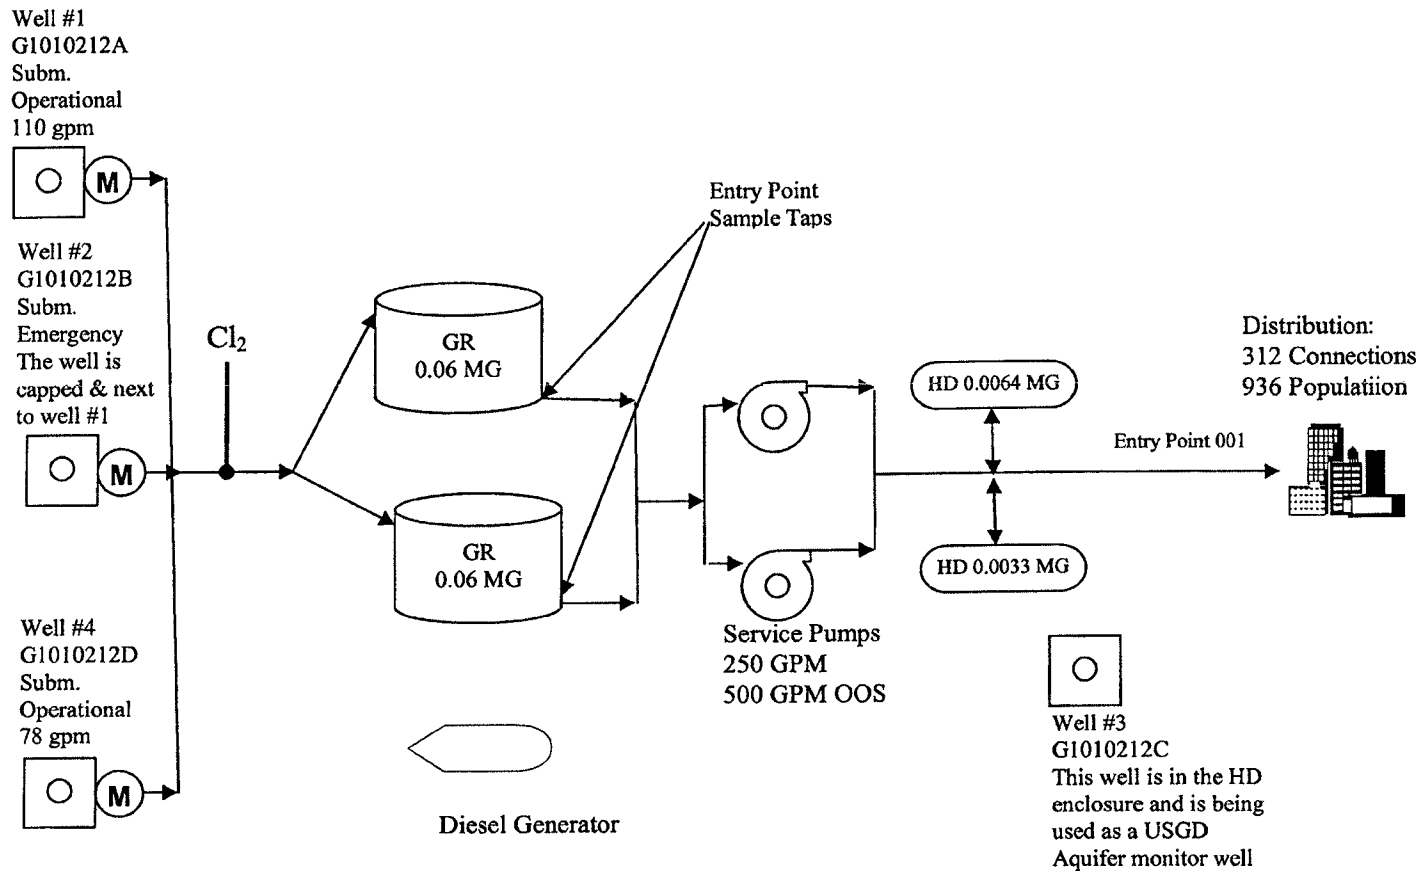 Well #1
G1010212A
Subm.
Operational
110 gpm
M
Well #2
G1010212B
Subm.
Emergency
The well is
capped & next
to well #1
M
Well #4
G1010212D
Subm.
Operational
78 gpm
M
Cl₂
GR
0.06 MG
GR
0.06 MG
Entry Point
Sample Taps
Service Pumps
250 GPM
500 GPM OOS
Diesel Generator
HD 0.0064 MG
HD 0.0033 MG
Entry Point 001
Distribution:
312 Connections
936 Populatiion
Well #3
G1010212C
This well is in the HD
enclosure and is being
used as a USGD
Aquifer monitor well